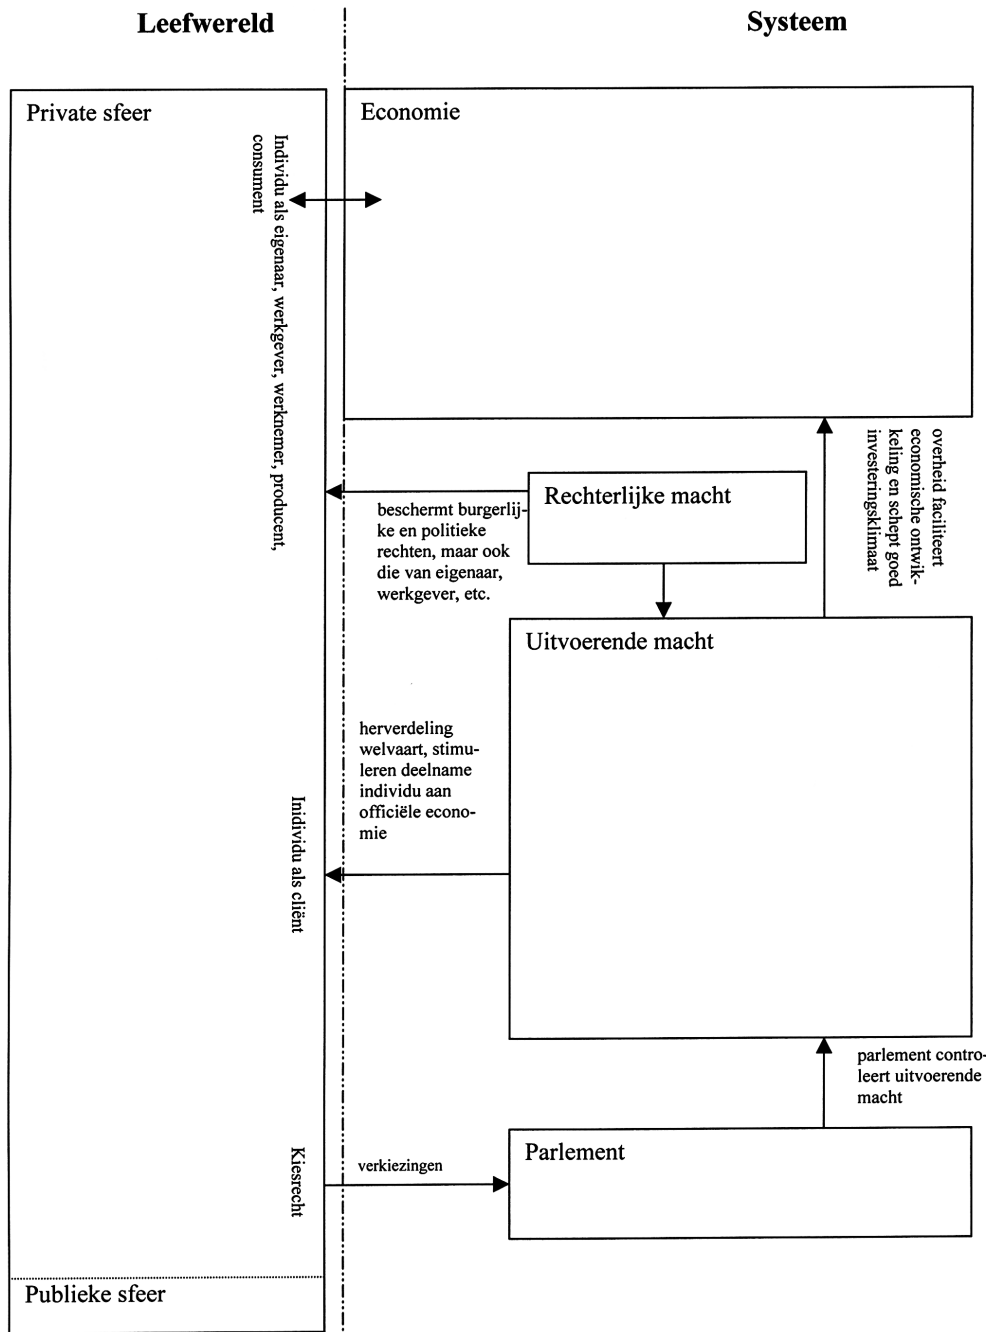 Leefwereld
Systeem
Private sfeer
Economie
Individu als eigenaar, werkgever, werknemer, producent,
consument
overheid faciliteert
economische ontwik-
keling en schept goed
investeringsklimaat
Rechterlijke macht
beschermt burgerlij-
ke en politieke
rechten, maar ook
die van eigenaar,
werkgever, etc.
Uitvoerende macht
herverdeling
welvaart, stimu-
leren deelname
individu aan
officiële econo-
mie
Inidividu als cliënt
parlement contro-
leert uitvoerende
macht
Parlement
Kiesrecht
verkiezingen
Publieke sfeer